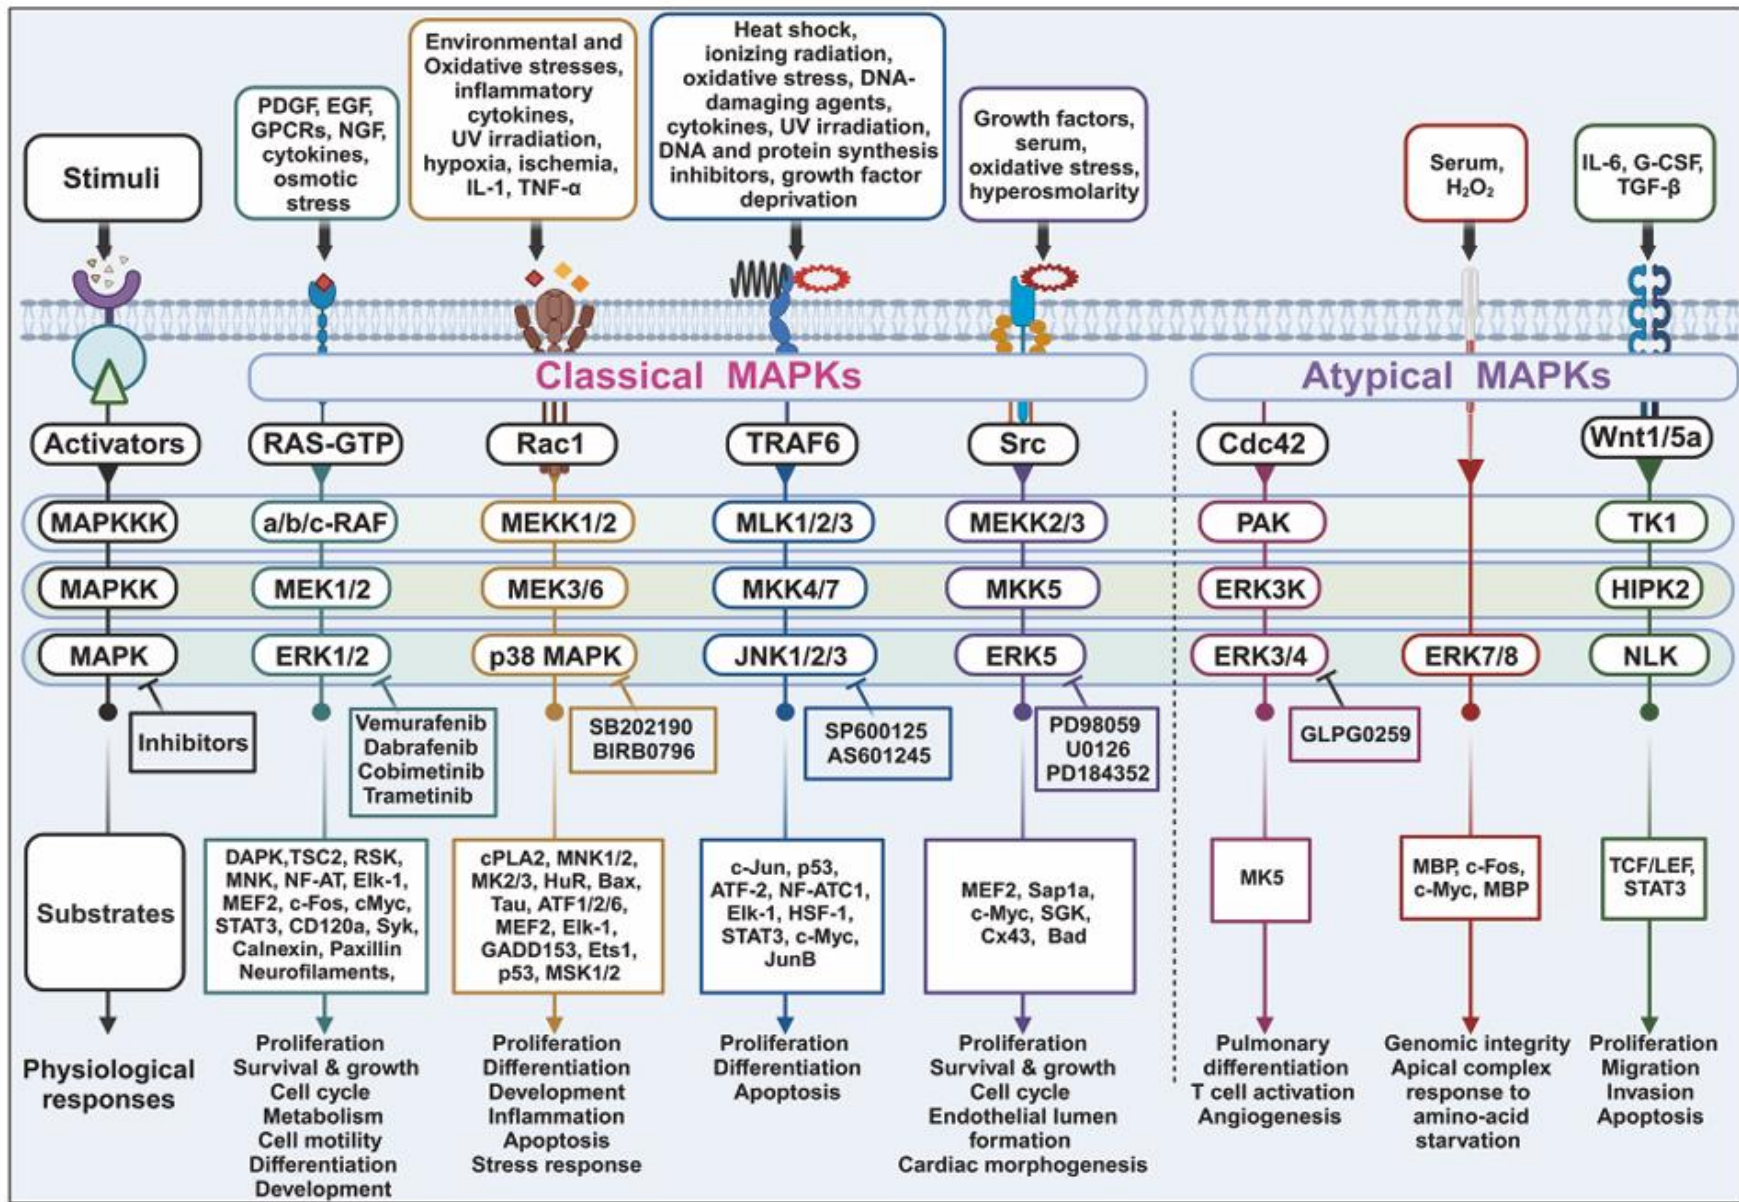 Stimuli
PDGF, EGF,
GPCRs, NGF,
cytokines,
osmotic
stress
Environmental and
Oxidative stresses,
inflammatory
cytokines,
UV irradiation,
hypoxia, ischemia,
IL-1, TNF-α
Heat shock,
ionizing radiation,
oxidative stress, DNA-
damaging agents,
cytokines, UV irradiation,
DNA and protein synthesis
inhibitors, growth factor
deprivation
Growth factors,
serum,
oxidative stress,
hyperosmolarity
Serum,
H₂O₂
IL-6, G-CSF,
TGF-β
Classical MAPKs
Atypical MAPKs
Activators
RAS-GTP
Rac1
TRAF6
Src
Cdc42
Wnt1/5a
MAPKKK
a/b/c-RAF
MEKK1/2
MLK1/2/3
MEKK2/3
PAK
TK1
MAPKK
MEK1/2
MEK3/6
MKK4/7
MKK5
ERK3K
HIPK2
MAPK
ERK1/2
p38 MAPK
JNK1/2/3
ERK5
ERK3/4
ERK7/8
NLK
Inhibitors
Vemurafenib
Dabrafenib
Cobimetinib
Trametinib
SB202190
BIRB0796
SP600125
AS601245
PD98059
U0126
PD184352
GLPG0259
Substrates
DAPK,TSC2, RSK,
MNK, NF-AT, Elk-1,
MEF2, c-Fos, cMyc,
STAT3, CD120a, Syk,
Calnexin, Paxillin
Neurofilaments,
cPLA2, MNK1/2,
MK2/3, HuR, Bax,
Tau, ATF1/2/6,
MEF2, Elk-1,
GADD153, Ets1,
p53, MSK1/2
c-Jun, p53,
ATF-2, NF-ATC1,
Elk-1, HSF-1,
STAT3, c-Myc,
JunB
MEF2, Sap1a,
c-Myc, SGK,
Cx43, Bad
MK5
MBP, c-Fos,
c-Myc, MBP
TCF/LEF,
STAT3
Physiological
responses
Proliferation
Survival & growth
Cell cycle
Metabolism
Cell motility
Differentiation
Development
Proliferation
Differentiation
Development
Inflammation
Apoptosis
Stress response
Proliferation
Differentiation
Apoptosis
Proliferation
Survival & growth
Cell cycle
Endothelial lumen
formation
Cardiac morphogenesis
Pulmonary
differentiation
T cell activation
Angiogenesis
Genomic integrity
Apical complex
response to
amino-acid
starvation
Proliferation
Migration
Invasion
Apoptosis